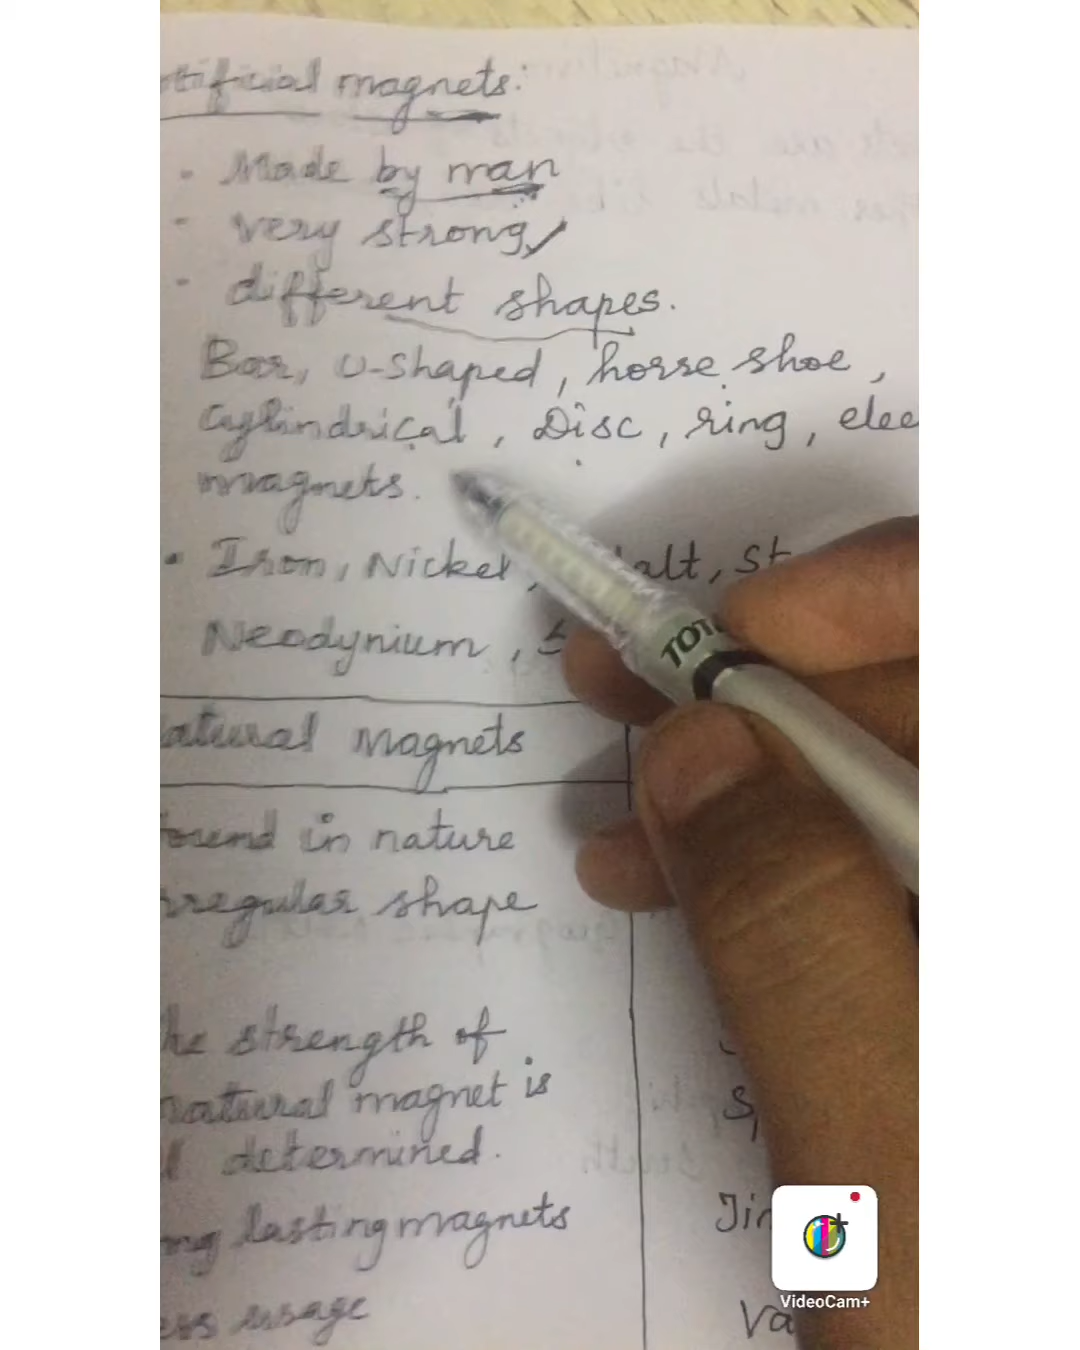 magnets:
Made by man
very strong
different shapes.
Bar, U-shaped, horse shoe,
Cylindrical, Disc, ring,
magnets.
Iron, Nickel,
Neodynium,
Magnets
in nature
shape
strength of
natural magnet is
determined.
lasting magnets
usage
TOT
VideoCam+